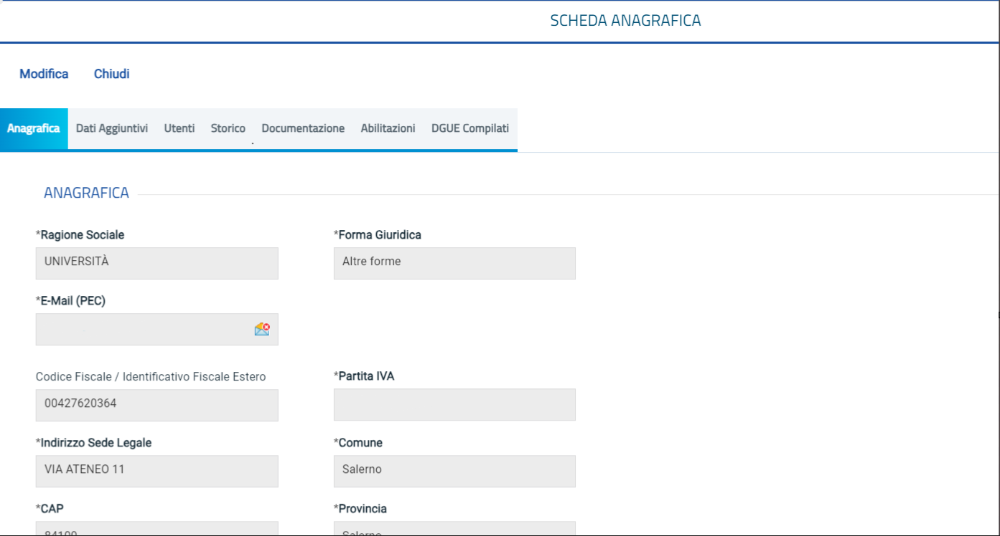 SCHEDA ANAGRAFICA
Modifica Chiudi
Anagrafica Dati Aggiuntivi Utenti Storico Documentazione Abilitazioni DGUE Compilati
ANAGRAFICA
*Ragione Sociale *Forma Giuridica
UNIVERSITÀ Altre forme
*E-Mail (PEC)
Codice Fiscale / Identificativo Fiscale Estero *Partita IVA
00427620364
*Indirizzo Sede Legale *Comune
VIA ATENEO 11 Salerno
*CAP *Provincia
84100 Salerno